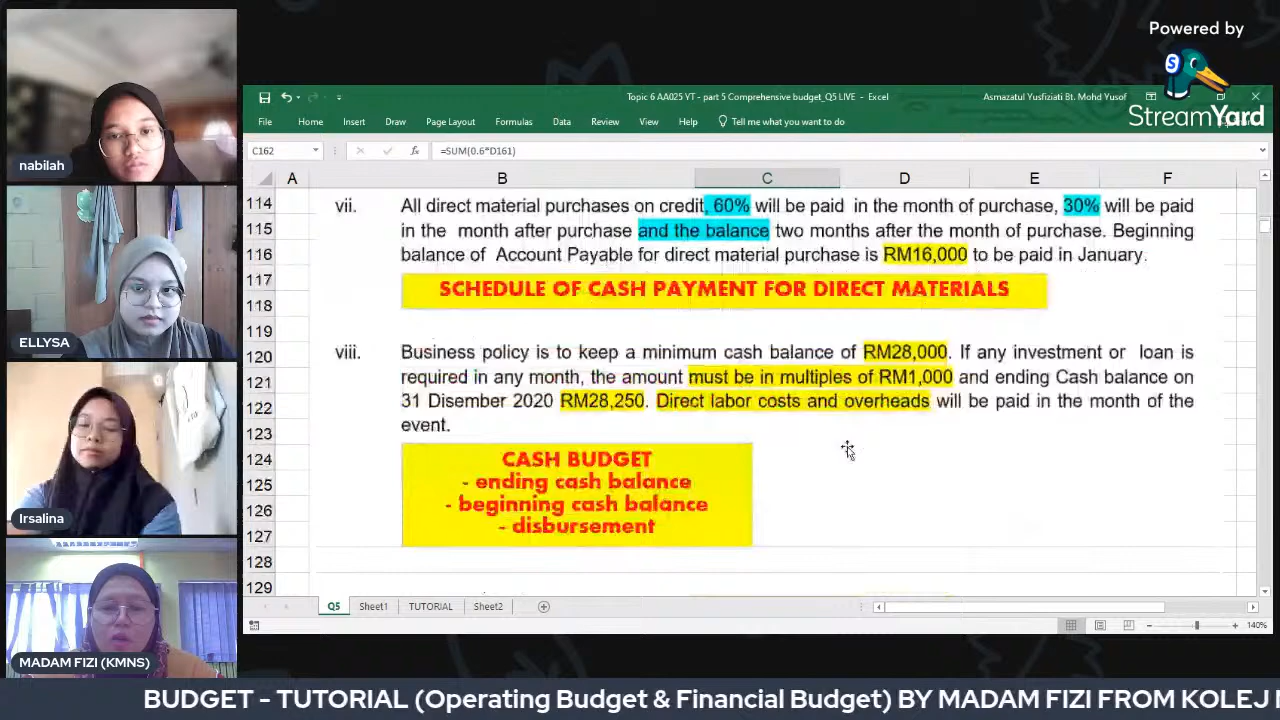 Powered by
StreamYard
nabilah
ELLYSA
Irsalina
MADAM FIZI (KMNS)
Topic 6 AA025 YT - part 5 Comprehensive budget_Q5 LIVE - Excel
Asmazatul Yusfiziati Bt. Mohd Yusof
File Home Insert Draw Page Layout Formulas Data Review View Help Tell me what you want to do
C162 fx =SUM(0.6*D161)
A B C D E F
114 vii. All direct material purchases on credit, 60% will be paid in the month of purchase, 30% will be paid
115 in the month after purchase and the balance two months after the month of purchase. Beginning
116 balance of Account Payable for direct material purchase is RM16,000 to be paid in January.
117 SCHEDULE OF CASH PAYMENT FOR DIRECT MATERIALS
118
119
120 viii. Business policy is to keep a minimum cash balance of RM28,000. If any investment or loan is
121 required in any month, the amount must be in multiples of RM1,000 and ending Cash balance on
122 31 Disember 2020 RM28,250. Direct labor costs and overheads will be paid in the month of the
123 event.
124 CASH BUDGET
125 - ending cash balance
126 - beginning cash balance
127 - disbursement
128
129
Q5 Sheet1 TUTORIAL Sheet2
140%
BUDGET - TUTORIAL (Operating Budget & Financial Budget) BY MADAM FIZI FROM KOLEJ